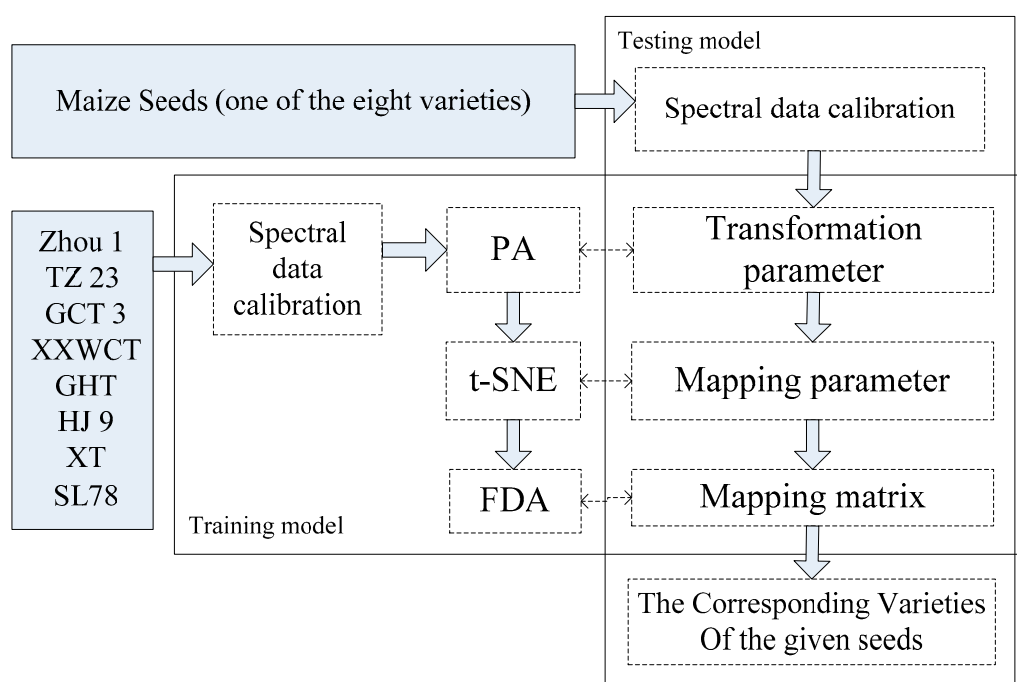 Testing model
Maize Seeds (one of the eight varieties)
Spectral data calibration
Zhou 1
TZ 23
GCT 3
XXWCT
GHT
HJ 9
XT
SL78
Spectral
data
calibration
PA
Transformation
parameter
t-SNE
Mapping parameter
FDA
Mapping matrix
Training model
The Corresponding Varieties
Of the given seeds